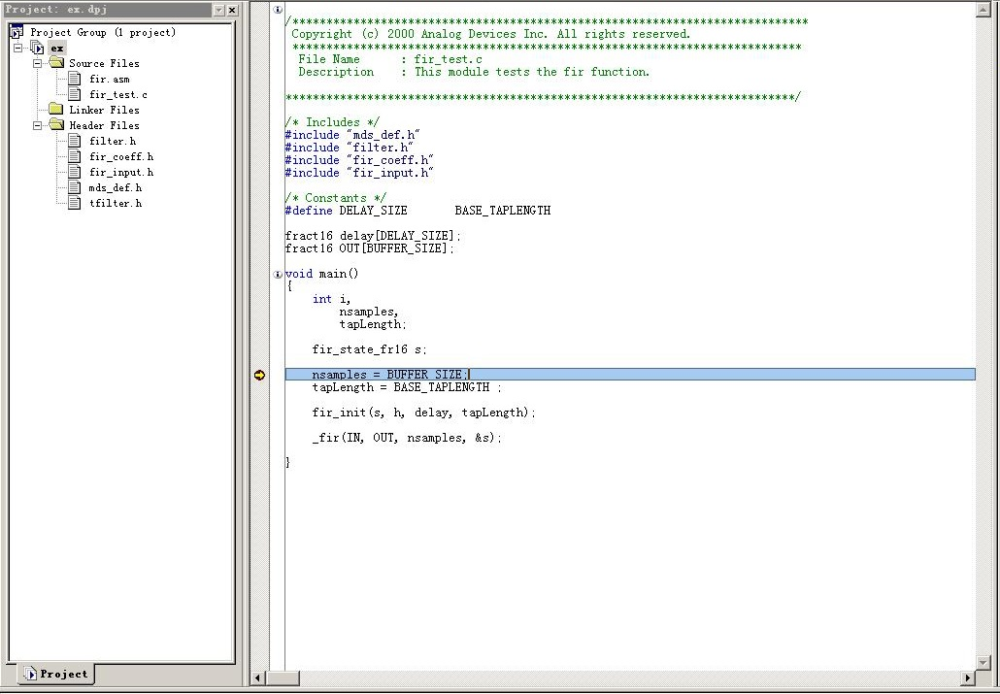 Project: ex.dpj
Project Group (1 project)
ex
Source Files
fir.asm
fir_test.c
Linker Files
Header Files
filter.h
fir_coeff.h
fir_input.h
mds_def.h
tfilter.h
Project
/****************************************************************************
Copyright (c) 2000 Analog Devices Inc. All rights reserved.
***************************************************************************
File Name : fir_test.c
Description : This module tests the fir function.
***************************************************************************/
/* Includes */
#include "mds_def.h"
#include "filter.h"
#include "fir_coeff.h"
#include "fir_input.h"
/* Constants */
#define DELAY_SIZE BASE_TAPLENGTH
fract16 delay[DELAY_SIZE];
fract16 OUT[BUFFER_SIZE];
void main()
{
int i,
nsamples,
tapLength;
fir_state_fr16 s;
nsamples = BUFFER_SIZE;
tapLength = BASE_TAPLENGTH ;
fir_init(s, h, delay, tapLength);
_fir(IN, OUT, nsamples, &s);
}